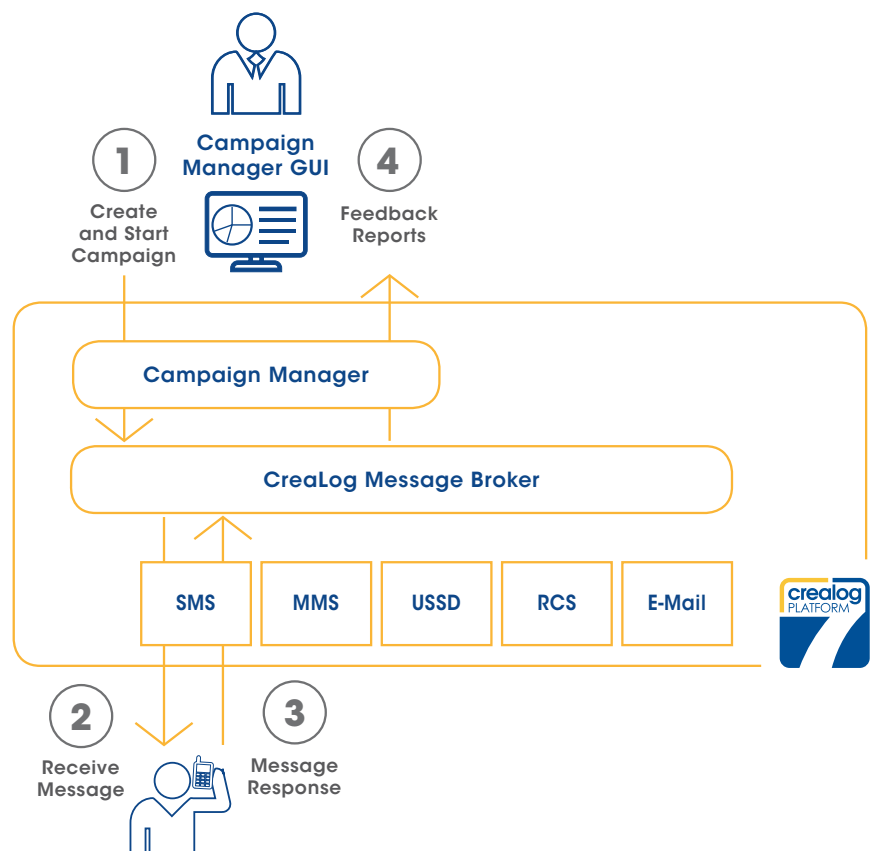 Campaign
Manager GUI
1
Create
and Start
Campaign
4
Feedback
Reports
Campaign Manager
CreaLog Message Broker
SMS
MMS
USSD
RCS
E-Mail
crealog
PLATFORM
7
2
Receive
Message
3
Message
Response